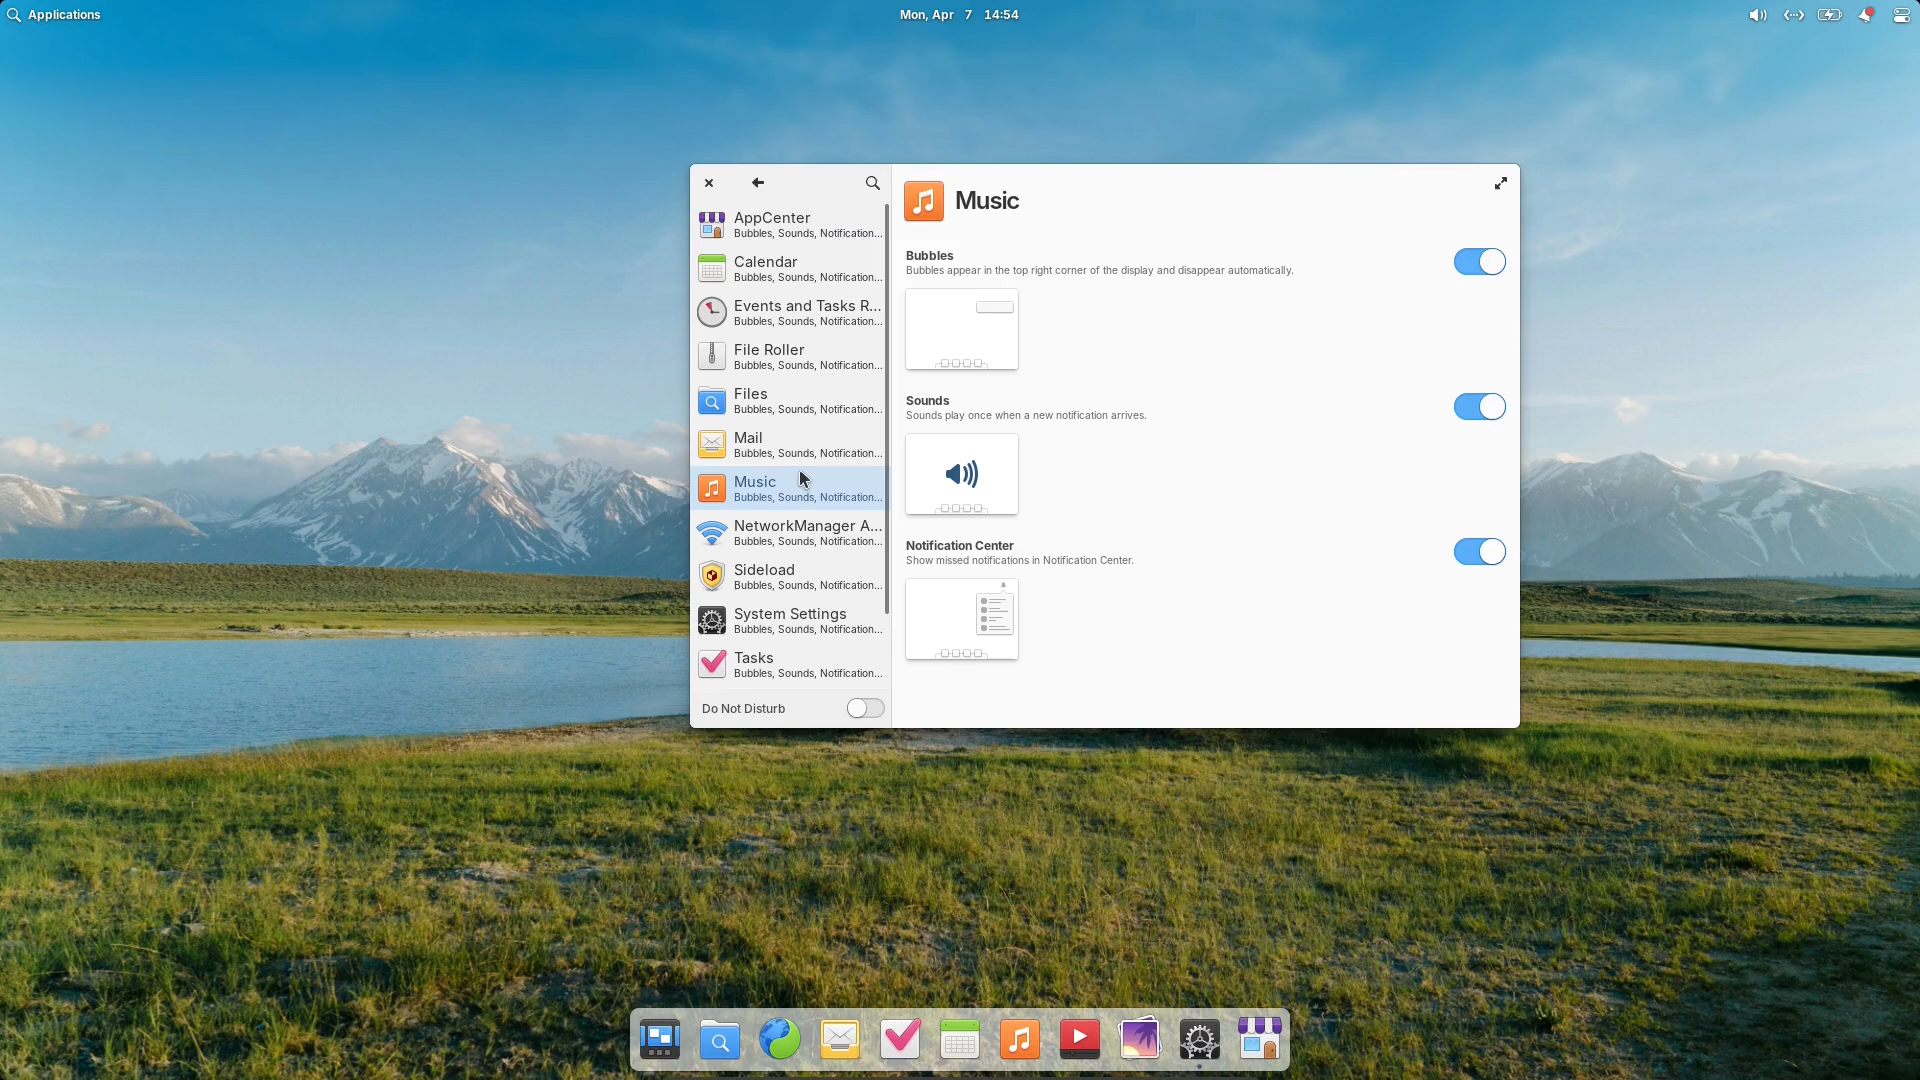 Applications
Mon, Apr 7 14:54
AppCenter
Bubbles, Sounds, Notification...
Calendar
Bubbles, Sounds, Notification...
Events and Tasks R...
Bubbles, Sounds, Notification...
File Roller
Bubbles, Sounds, Notification...
Files
Bubbles, Sounds, Notification...
Mail
Bubbles, Sounds, Notification...
Music
Bubbles, Sounds, Notification...
NetworkManager A...
Bubbles, Sounds, Notification...
Sideload
Bubbles, Sounds, Notification...
System Settings
Bubbles, Sounds, Notification...
Tasks
Bubbles, Sounds, Notification...
Do Not Disturb
Music
Bubbles
Bubbles appear in the top right corner of the display and disappear automatically.
Sounds
Sounds play once when a new notification arrives.
Notification Center
Show missed notifications in Notification Center.